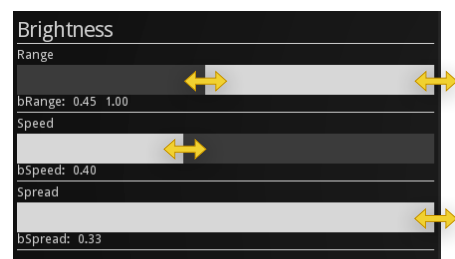 Brightness
Range
bRange: 0.45 1.00
Speed
bSpeed: 0.40
Spread
bSpread: 0.33